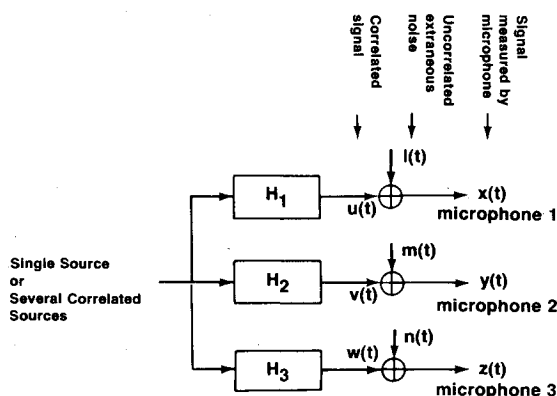 Correlated
signal
Uncorrelated
extraneous
noise
Signal
measured by
microphone
l(t)
H1
u(t)
x(t)
microphone 1
Single Source
or
Several Correlated
Sources
m(t)
H2
v(t)
y(t)
microphone 2
n(t)
H3
w(t)
z(t)
microphone 3